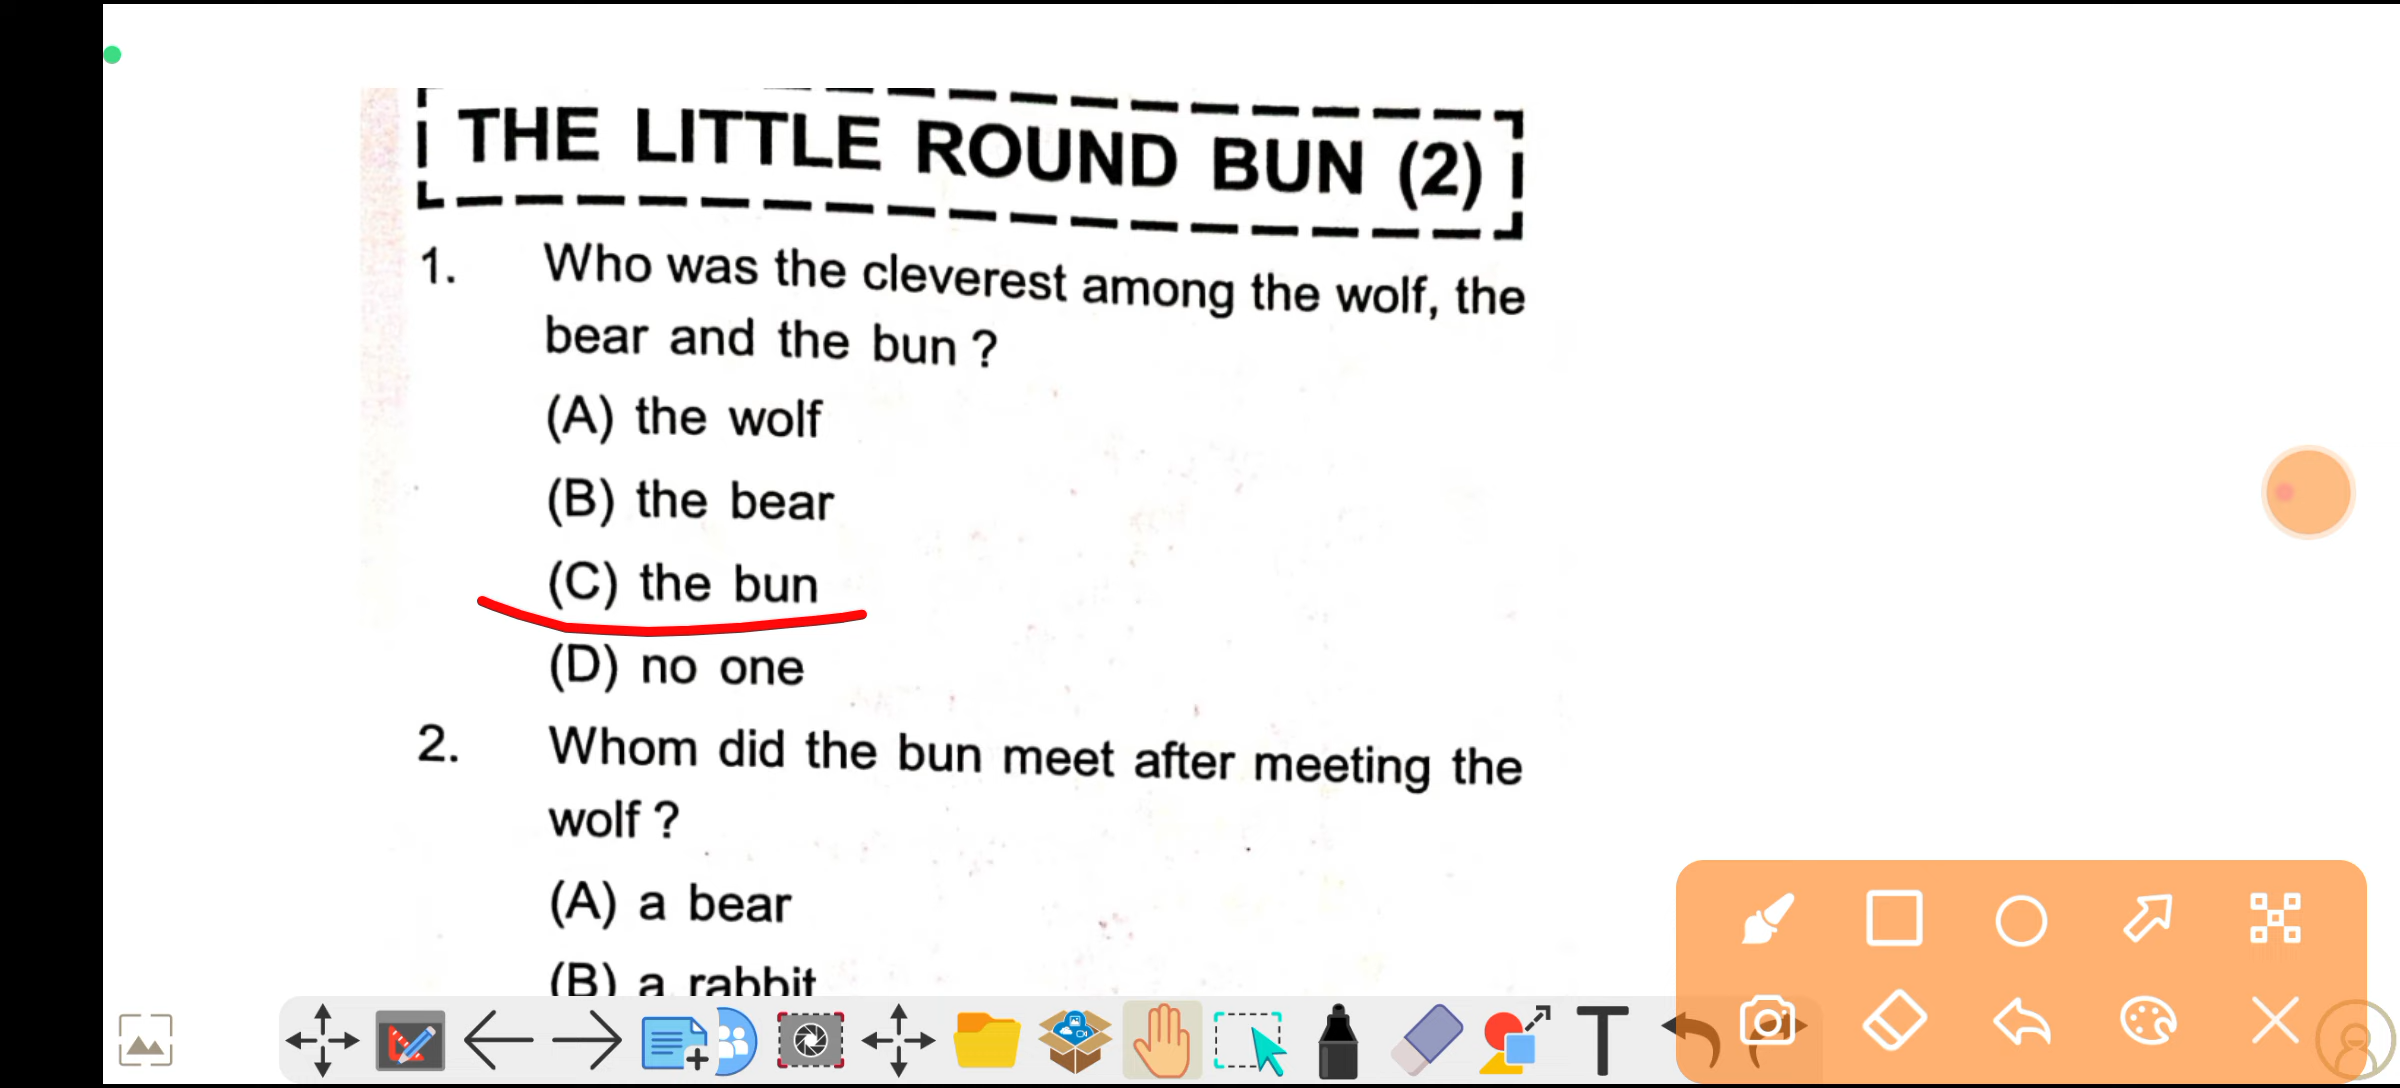 THE LITTLE ROUND BUN (2)
1. Who was the cleverest among the wolf, the
bear and the bun ?
(A) the wolf
(B) the bear
(C) the bun
(D) no one
2. Whom did the bun meet after meeting the
wolf ?
(A) a bear
(B) a rabbit